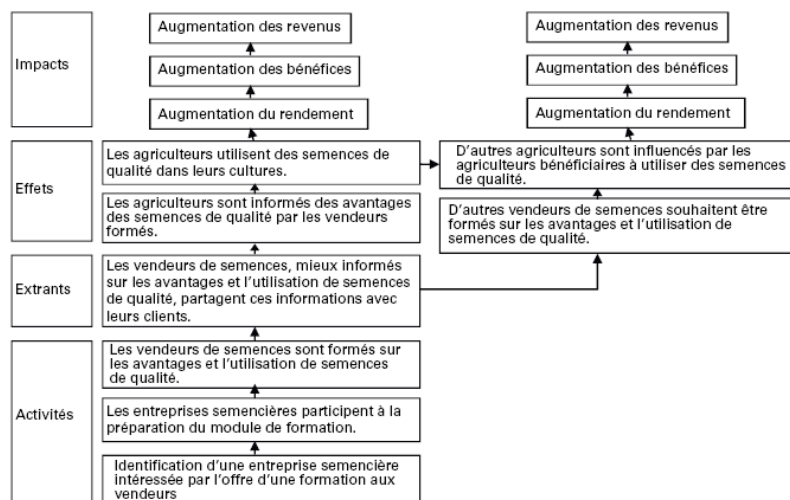 Impacts
Augmentation des revenus
Augmentation des bénéfices
Augmentation du rendement
Augmentation des revenus
Augmentation des bénéfices
Augmentation du rendement
Effets
Les agriculteurs utilisent des semences de
qualité dans leurs cultures.
D'autres agriculteurs sont influencés par les
agriculteurs bénéficiaires à utiliser des semences
de qualité.
Les agriculteurs sont informés des avantages
des semences de qualité par les vendeurs
formés.
D'autres vendeurs de semences souhaitent être
formés sur les avantages et l'utilisation de
semences de qualité.
Extrants
Les vendeurs de semences, mieux informés
sur les avantages et l'utilisation de semences
de qualité, partagent ces informations avec
leurs clients.
Activités
Les vendeurs de semences sont formés sur
les avantages et l'utilisation de semences
de qualité.
Les entreprises semencières participent à la
préparation du module de formation.
Identification d'une entreprise semencière
intéressée par l'offre d'une formation aux
vendeurs